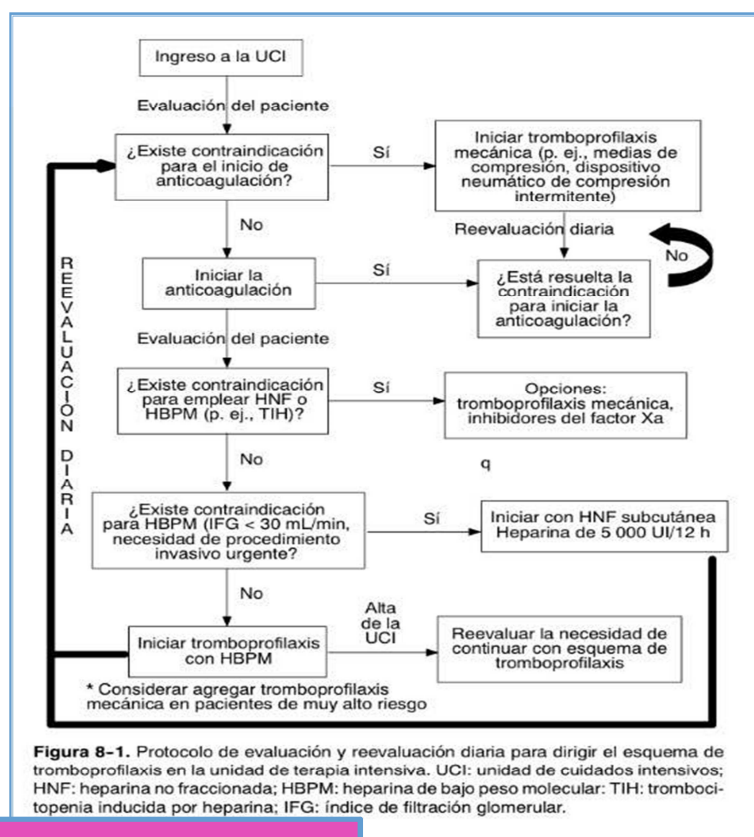 Ingreso a la UCI
Evaluación del paciente
¿Existe contraindicación
para el inicio de
anticoagulación?
Sí
Iniciar tromboprofilaxis
mecánica (p. ej., medias de
compresión, dispositivo
neumático de compresión
intermitente)
No
Reevaluación diaria
Iniciar la
anticoagulación
Sí
¿Está resuelta la
contraindicación
para iniciar la
anticoagulación?
No
Evaluación del paciente
¿Existe contraindicación
para emplear HNF o
HBPM (p. ej., TIH)?
Sí
Opciones:
tromboprofilaxis mecánica,
inhibidores del factor Xa
No
q
¿Existe contraindicación
para HBPM (IFG < 30 mL/min,
necesidad de procedimiento
invasivo urgente?
Sí
Iniciar con HNF subcutánea
Heparina de 5 000 UI/12 h
No
Iniciar tromboprofilaxis
con HBPM
Alta
de la
UCI
Reevaluar la necesidad de
continuar con esquema de
tromboprofilaxis
* Considerar agregar tromboprofilaxis
mecánica en pacientes de muy alto riesgo
REEVALUACIÓN DIARIA
Figura 8-1. Protocolo de evaluación y reevaluación diaria para dirigir el esquema de
tromboprofilaxis en la unidad de terapia intensiva. UCI: unidad de cuidados intensivos;
HNF: heparina no fraccionada; HBPM: heparina de bajo peso molecular: TIH: tromboci-
topenia inducida por heparina; IFG: índice de filtración glomerular.